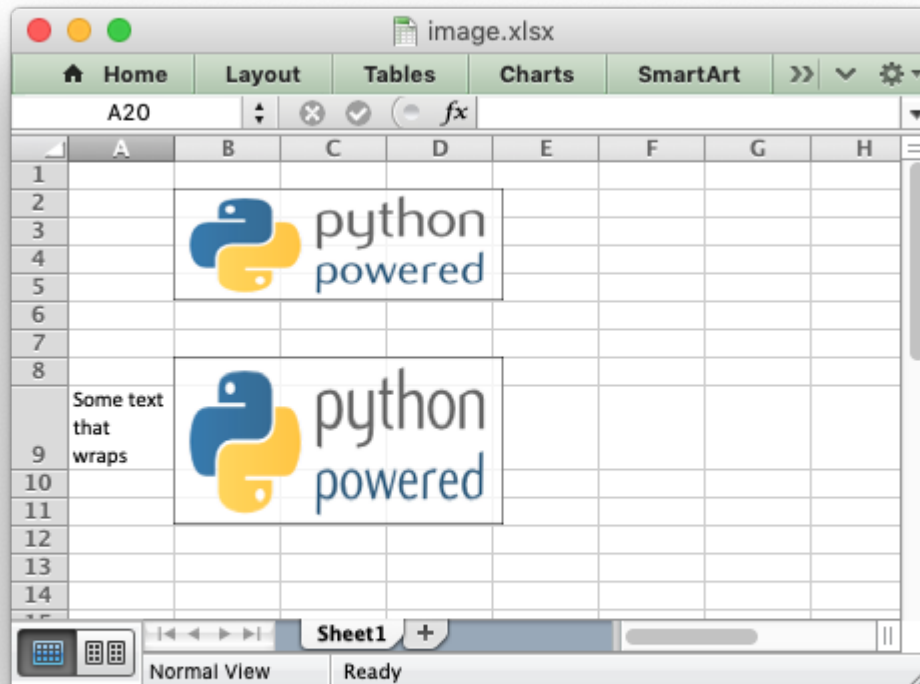 image.xlsx
Home Layout Tables Charts SmartArt
A20 fx
A B C D E F G H
1
2
3
4
5
6
7
8
9
10
11
12
13
14
python
powered
Some text
that
wraps
python
powered
Sheet1
Normal View Ready